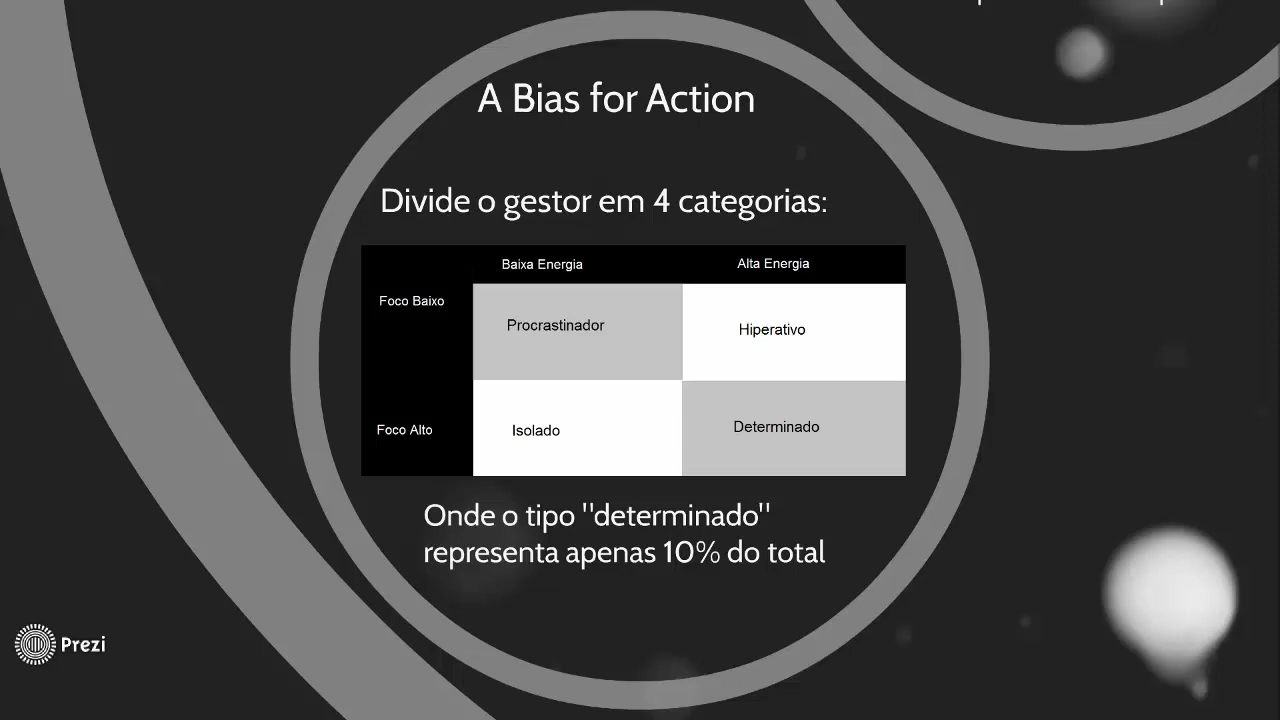 A Bias for Action
Divide o gestor em 4 categorias:
Baixa Energia Alta Energia
Foco Baixo
Procrastinador Hiperativo
Foco Alto Isolado Determinado
Onde o tipo "determinado"
representa apenas 10% do total
Prezi